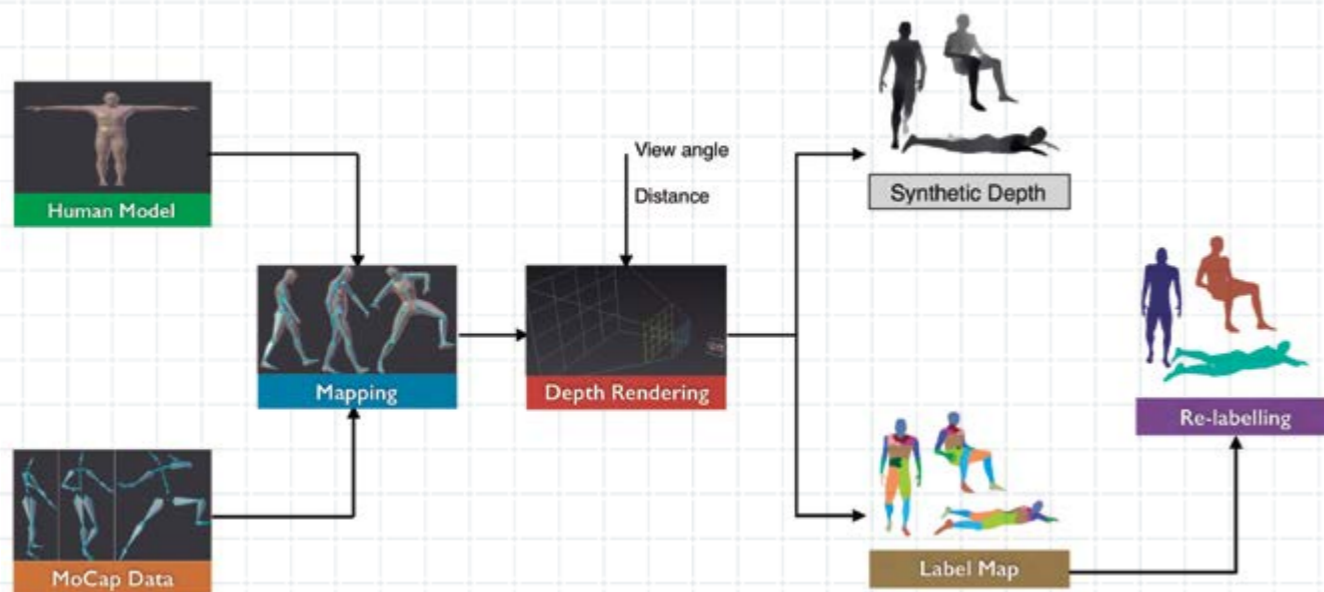 Human Model
View angle
Distance
Synthetic Depth
Mapping
Depth Rendering
Re-labelling
MoCap Data
Label Map